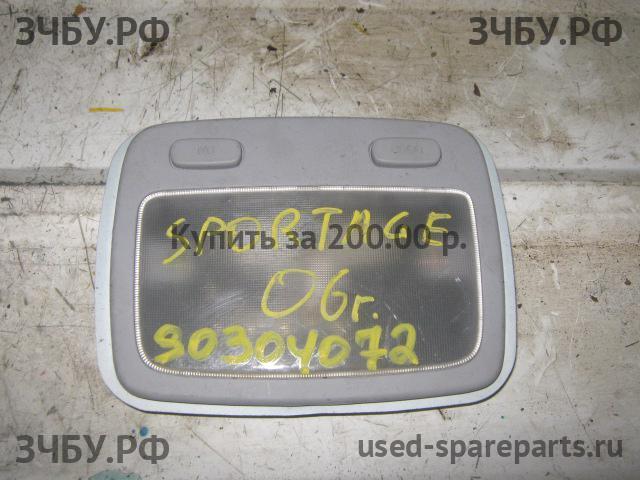 ЗЧБУ.РФ ЗЧБУ.РФ
SPORTAGE
Купить за 200.00 р.
06г.
90304072
ЗЧБУ.РФ used-spareparts.ru